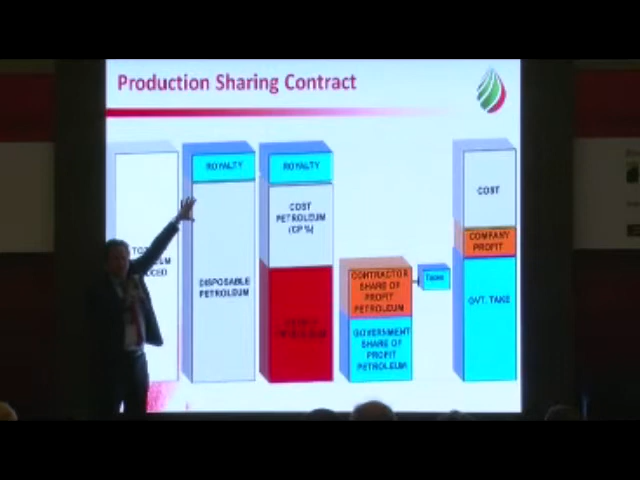 Production Sharing Contract
ROYALTY
DISPOSABLE
PETROLEUM
ROYALTY
COST
PETROLEUM
(CP %)
PETROLEUM
CONTRACTOR
SHARE OF
PROFIT
PETROLEUM
GOVERNMENT
SHARE OF
PROFIT
PETROLEUM
Taxes
COST
COMPANY
PROFIT
GVT. TAKE